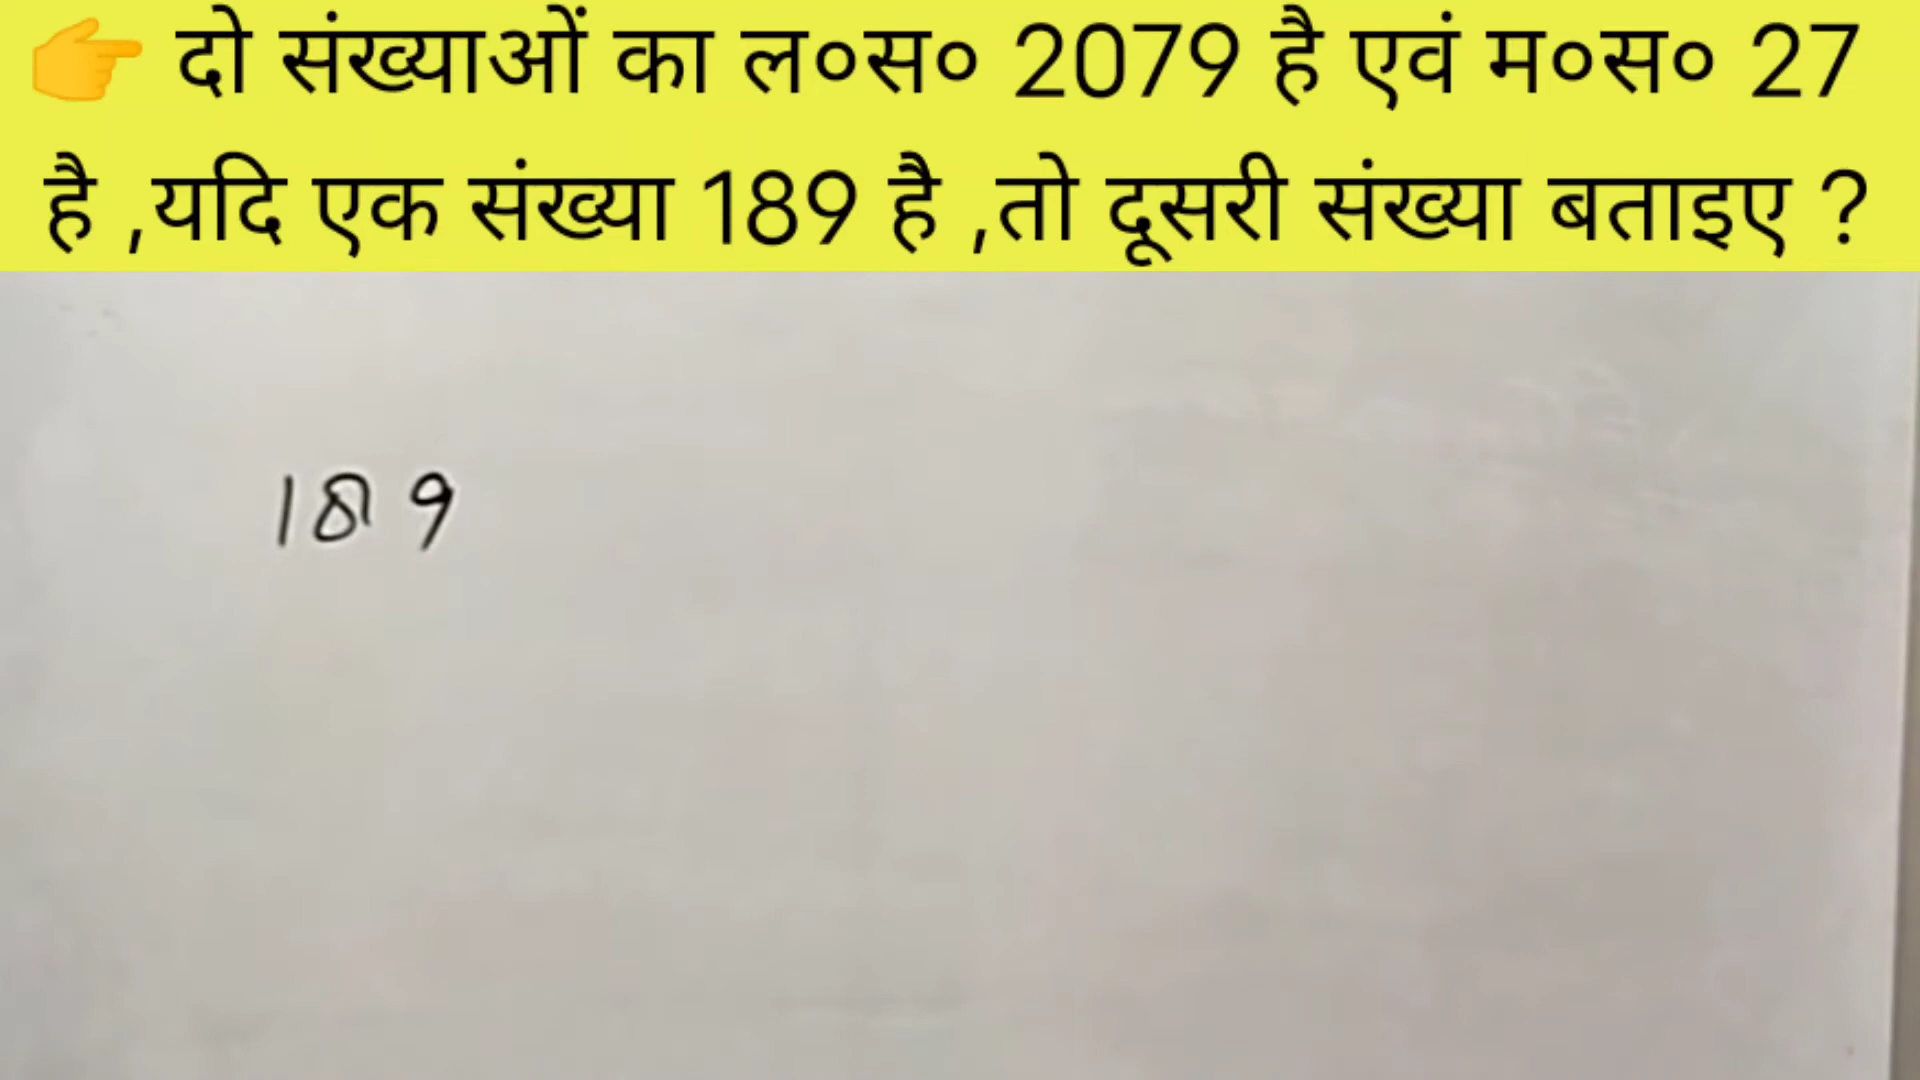 👉 दो संख्याओं का ल०स० 2079 है एवं म०स० 27
है ,यदि एक संख्या 189 है ,तो दूसरी संख्या बताइए ?
189